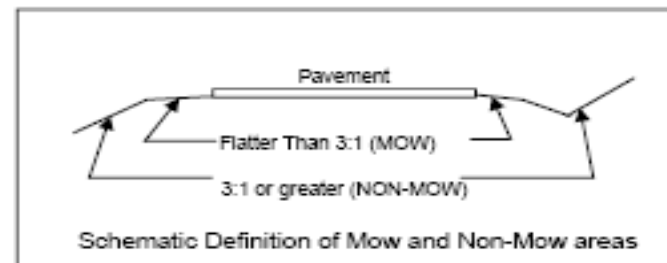 Pavement
Flatter Than 3:1 (MOW)
3:1 or greater (NON-MOW)
Schematic Definition of Mow and Non-Mow areas